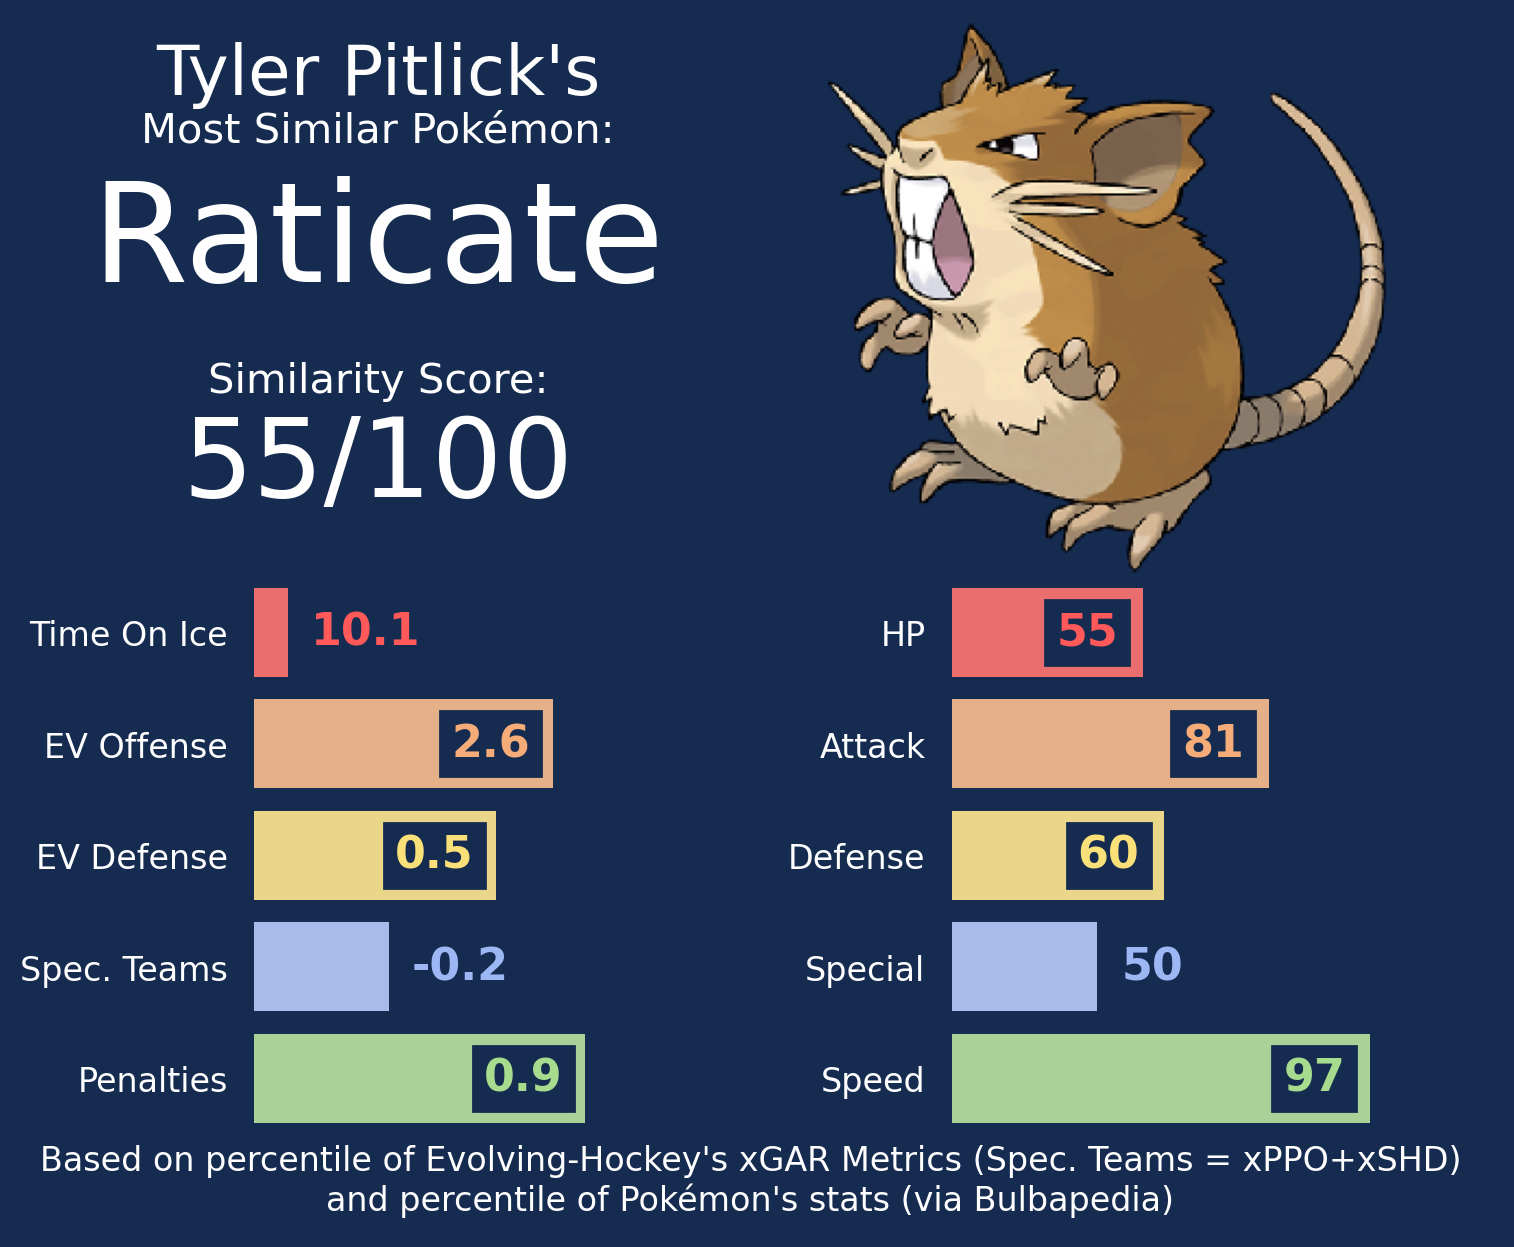 Tyler Pitlick's
Most Similar Pokémon:
Raticate
Similarity Score:
55/100
Time On Ice 10.1
EV Offense 2.6
EV Defense 0.5
Spec. Teams -0.2
Penalties 0.9
HP 55
Attack 81
Defense 60
Special 50
Speed 97
Based on percentile of Evolving-Hockey's xGAR Metrics (Spec. Teams = xPPO+xSHD)
and percentile of Pokémon's stats (via Bulbapedia)